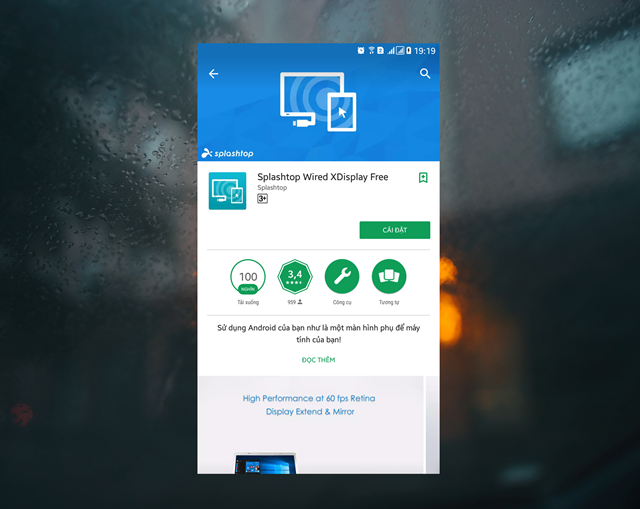 19:19
splashtop
Splashtop Wired XDisplay Free
Splashtop
3+
CÀI ĐẶT
100
NGHÌN
3,4
Tải xuống
959
Công cụ
Tương tự
Sử dụng Android của bạn như là một màn hình phụ để máy
tính của bạn!
ĐỌC THÊM
High Performance at 60 fps Retina
Display Extend & Mirror